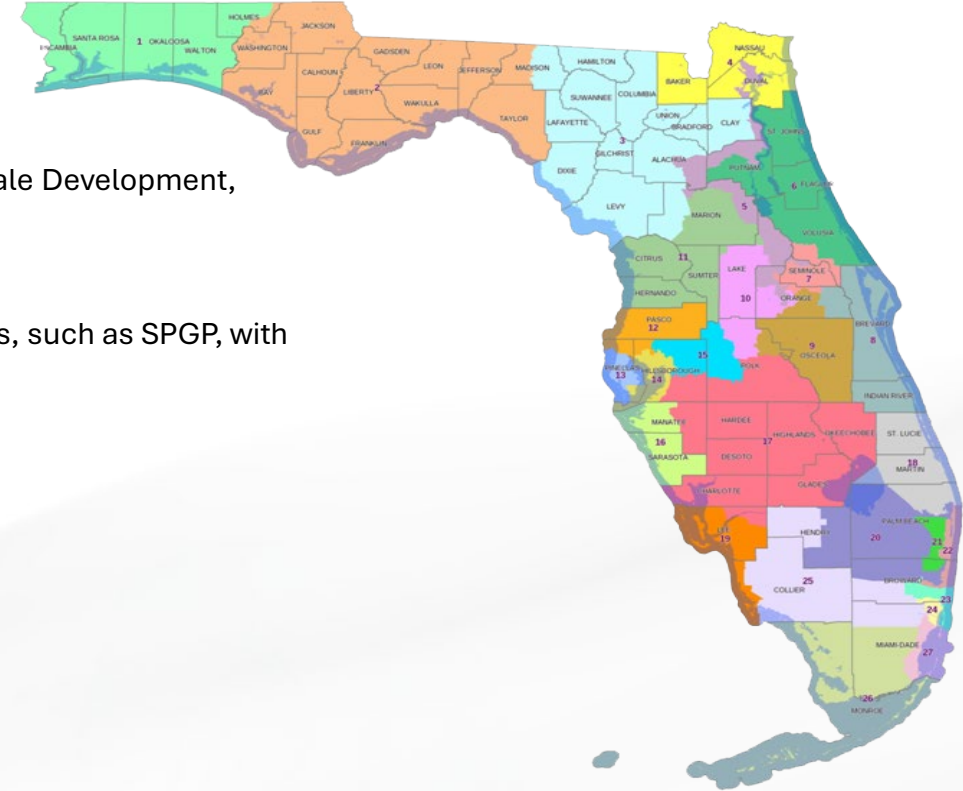 HOLMES
JACKSON
SANTA ROSA
1 OKALOOSA
WALTON
ESCAMBIA
WASHINGTON
GADSDEN
LEON
JEFFERSON
MADISON
HAMILTON
BAKER
NASSAU
4
DUVAL
CALHOUN
LIBERTY
2
BAY
WAKULLA
TAYLOR
GULF
FRANKLIN
SUWANNEE
COLUMBIA
LAFAYETTE
UNION
BRADFORD
CLAY
ST. JOHNS
3
GILCHRIST
ALACHUA
DIXIE
PUTNAM
6 FLAGLER
LEVY
5
MARION
VOLUSIA
ale Development,
CITRUS
11
SUMTER
LAKE
SEMINOLE
7
HERNANDO
10
ORANGE
s, such as SPGP, with
PASCO
12
BREVARD
8
9
OSCEOLA
15
POLK
PINELLAS
13
HILLSBOROUGH
14
INDIAN RIVER
MANATEE
HARDEE
HIGHLANDS
OKEECHOBEE
ST. LUCIE
16
17
SARASOTA
DESOTO
18
MARTIN
CHARLOTTE
GLADES
LEE
19
HENDRY
PALM BEACH
20
21
22
25
COLLIER
BROWARD
23
24
MIAMI-DADE
27
26
MONROE